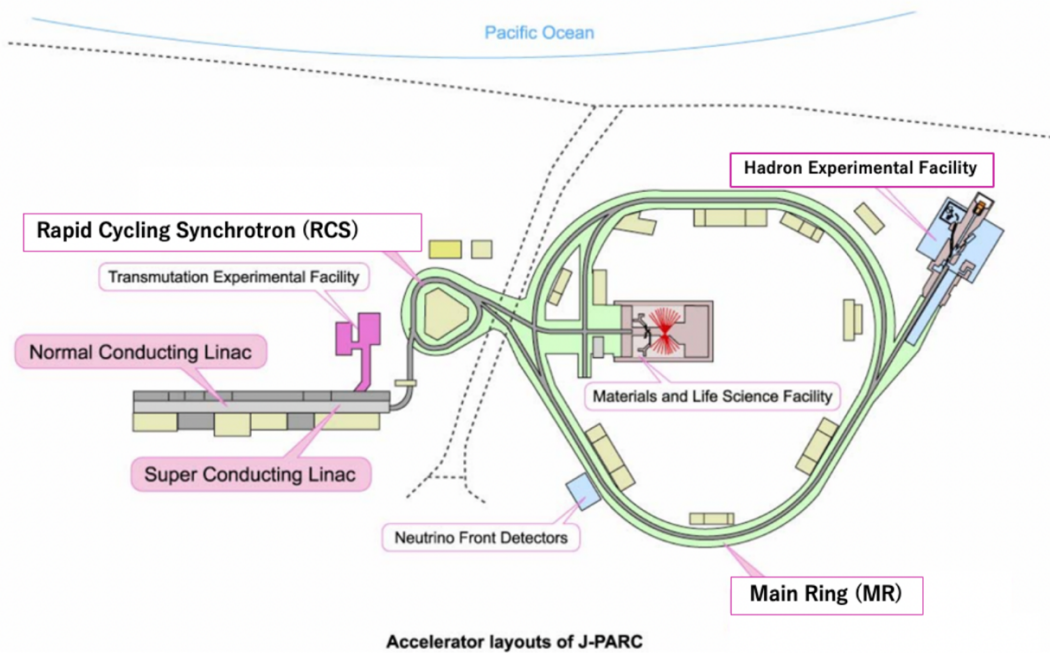 Pacific Ocean
Hadron Experimental Facility
Rapid Cycling Synchrotron (RCS)
Transmutation Experimental Facility
Normal Conducting Linac
Materials and Life Science Facility
Super Conducting Linac
Neutrino Front Detectors
Main Ring (MR)
Accelerator layouts of J-PARC